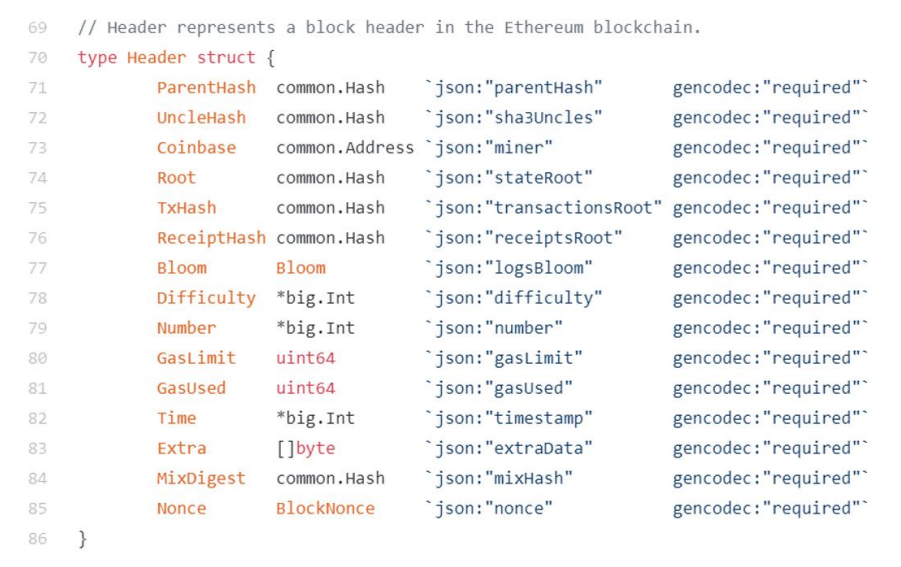 69 // Header represents a block header in the Ethereum blockchain.
70 type Header struct {
71 ParentHash common.Hash `json:"parentHash" gencodec:"required"`
72 UncleHash common.Hash `json:"sha3Uncles" gencodec:"required"`
73 Coinbase common.Address `json:"miner" gencodec:"required"`
74 Root common.Hash `json:"stateRoot" gencodec:"required"`
75 TxHash common.Hash `json:"transactionsRoot" gencodec:"required"`
76 ReceiptHash common.Hash `json:"receiptsRoot" gencodec:"required"`
77 Bloom Bloom `json:"logsBloom" gencodec:"required"`
78 Difficulty *big.Int `json:"difficulty" gencodec:"required"`
79 Number *big.Int `json:"number" gencodec:"required"`
80 GasLimit uint64 `json:"gasLimit" gencodec:"required"`
81 GasUsed uint64 `json:"gasUsed" gencodec:"required"`
82 Time *big.Int `json:"timestamp" gencodec:"required"`
83 Extra []byte `json:"extraData" gencodec:"required"`
84 MixDigest common.Hash `json:"mixHash" gencodec:"required"`
85 Nonce BlockNonce `json:"nonce" gencodec:"required"`
86 }